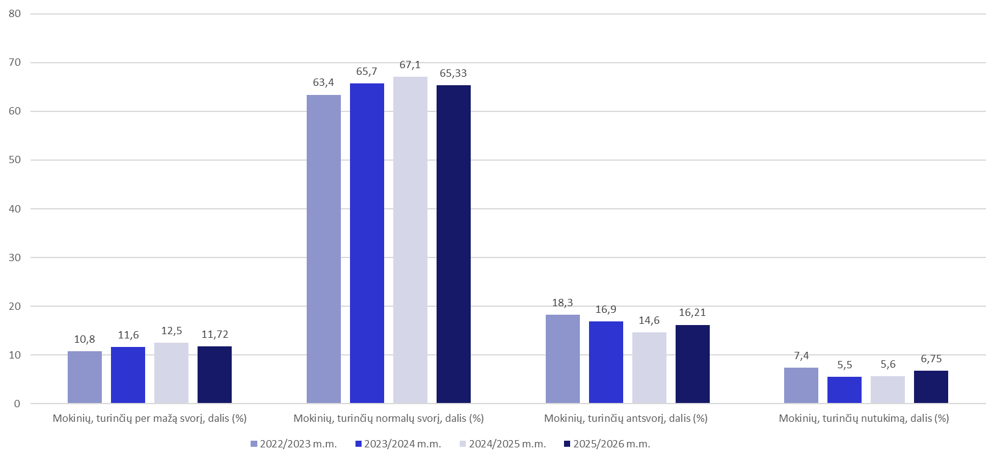 80
70
60
50
40
30
20
10
0
10,8 11,6 12,5 11,72
63,4 65,7 67,1 65,33
18,3 16,9 14,6 16,21
7,4 5,5 5,6 6,75
Mokinių, turinčių per mažą svorį, dalis (%)
Mokinių, turinčių normalų svorį, dalis (%)
Mokinių, turinčių antsvorį, dalis (%)
Mokinių, turinčių nutukimą, dalis (%)
2022/2023 m.m. 2023/2024 m.m. 2024/2025 m.m. 2025/2026 m.m.